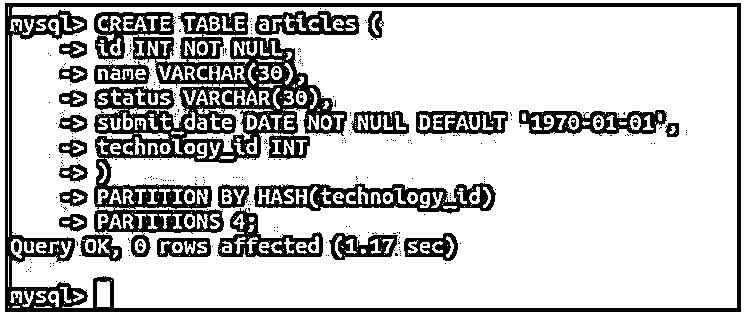 mysql> CREATE TABLE articles (
-> id INT NOT NULL,
-> name VARCHAR(30),
-> status VARCHAR(30),
-> submit_date DATE NOT NULL DEFAULT '1970-01-01',
-> technology_id INT
-> )
-> PARTITION BY HASH(technology_id)
-> PARTITIONS 4;
Query OK, 0 rows affected (1.17 sec)
mysql>